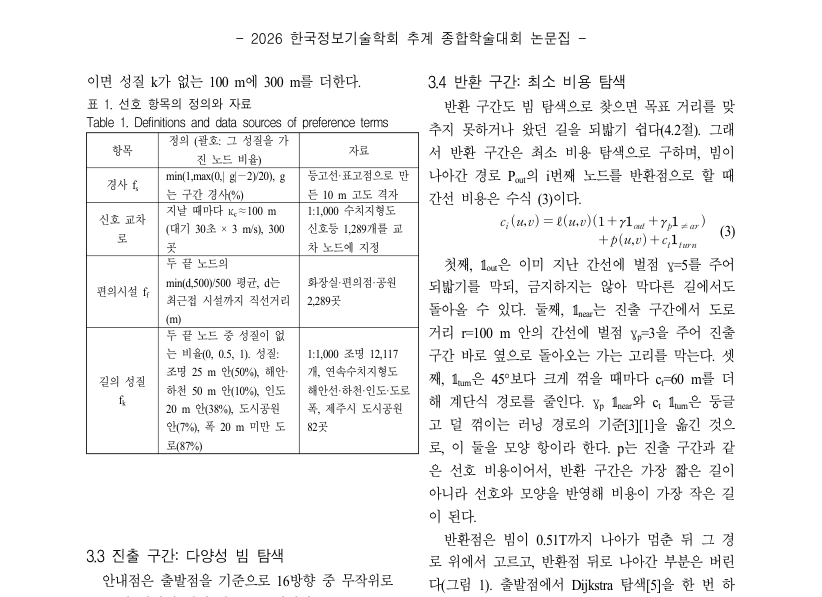 - 2026 한국정보기술학회 추계 종합학술대회 논문집 -
이면 성질 k가 없는 100 m에 300 m를 더한다.
표 1. 선호 항목의 정의와 자료
Table 1. Definitions and data sources of preference terms
항목
정의 (괄호: 그 성질을 가
진 노드 비율)
자료
경사 fₛ
min(1,max(0,| g|−2)/20), g
는 구간 경사(%)
등고선·표고점으로 만
든 10 m 고도 격자
신호 교차
로
지날 때마다 κc≈100 m
(대기 30초 × 3 m/s), 300
곳
1:1,000 수치지형도
신호등 1,289개를 교
차 노드에 지정
편의시설 f_f
두 끝 노드의
min(d,500)/500 평균, d는
최근접 시설까지 직선거리
(m)
화장실·편의점·공원
2,289곳
길의 성질
fₖ
두 끝 노드 중 성질이 없
는 비율(0, 0.5, 1). 성질:
조명 25 m 안(50%), 해안·
하천 50 m 안(10%), 인도
20 m 안(38%), 도시공원
안(7%), 폭 20 m 미만 도
로(87%)
1:1,000 조명 12,117
개, 연속수치지형도
해안선·하천·인도·도로
폭, 제주시 도시공원
82곳
3.3 진출 구간: 다양성 빔 탐색
안내점은 출발점을 기준으로 16방향 중 무작위로
3.4 반환 구간: 최소 비용 탐색
반환 구간도 빔 탐색으로 찾으면 목표 거리를 맞
추지 못하거나 왔던 길을 되밟기 쉽다(4.2절). 그래
서 반환 구간은 최소 비용 탐색으로 구하며, 빔이
나아간 경로 P_out의 i번째 노드를 반환점으로 할 때
간선 비용은 수식 (3)이다.
c_i(u,v) = ℓ(u,v)(1+γ1_out+γ_p1_≠ar)
+p(u,v)+c_t1_turn (3)
첫째, 𝟙_out은 이미 지난 간선에 벌점 ɣ=5를 주어
되밟기를 막되, 금지하지는 않아 막다른 길에서도
돌아올 수 있다. 둘째, 𝟙_near는 진출 구간에서 도로
거리 r=100 m 안의 간선에 벌점 ɣ_p=3을 주어 진출
구간 바로 옆으로 돌아오는 가는 고리를 막는다. 셋
째, 𝟙_turn은 45°보다 크게 꺾을 때마다 c_t=60 m를 더
해 계단식 경로를 줄인다. ɣ_p 𝟙_near와 c_t 𝟙_turn은 둥글
고 덜 꺾이는 러닝 경로의 기준[3][1]을 옮긴 것으
로, 이 둘을 모양 항이라 한다. p는 진출 구간과 같
은 선호 비용이어서, 반환 구간은 가장 짧은 길이
아니라 선호와 모양을 반영해 비용이 가장 작은 길
이 된다.
반환점은 빔이 0.51T까지 나아가 멈춘 뒤 그 경
로 위에서 고르고, 반환점 뒤로 나아간 부분은 버린
다(그림 1). 출발점에서 Dijkstra 탐색[5]을 한 번 하